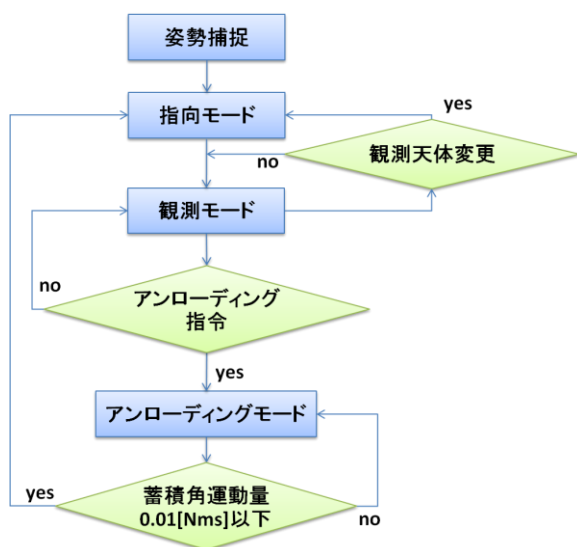 姿勢捕捉
指向モード
yes
no
観測天体変更
観測モード
no
アンローディング
指令
yes
アンローディングモード
yes
蓄積角運動量
0.01[Nms]以下
no